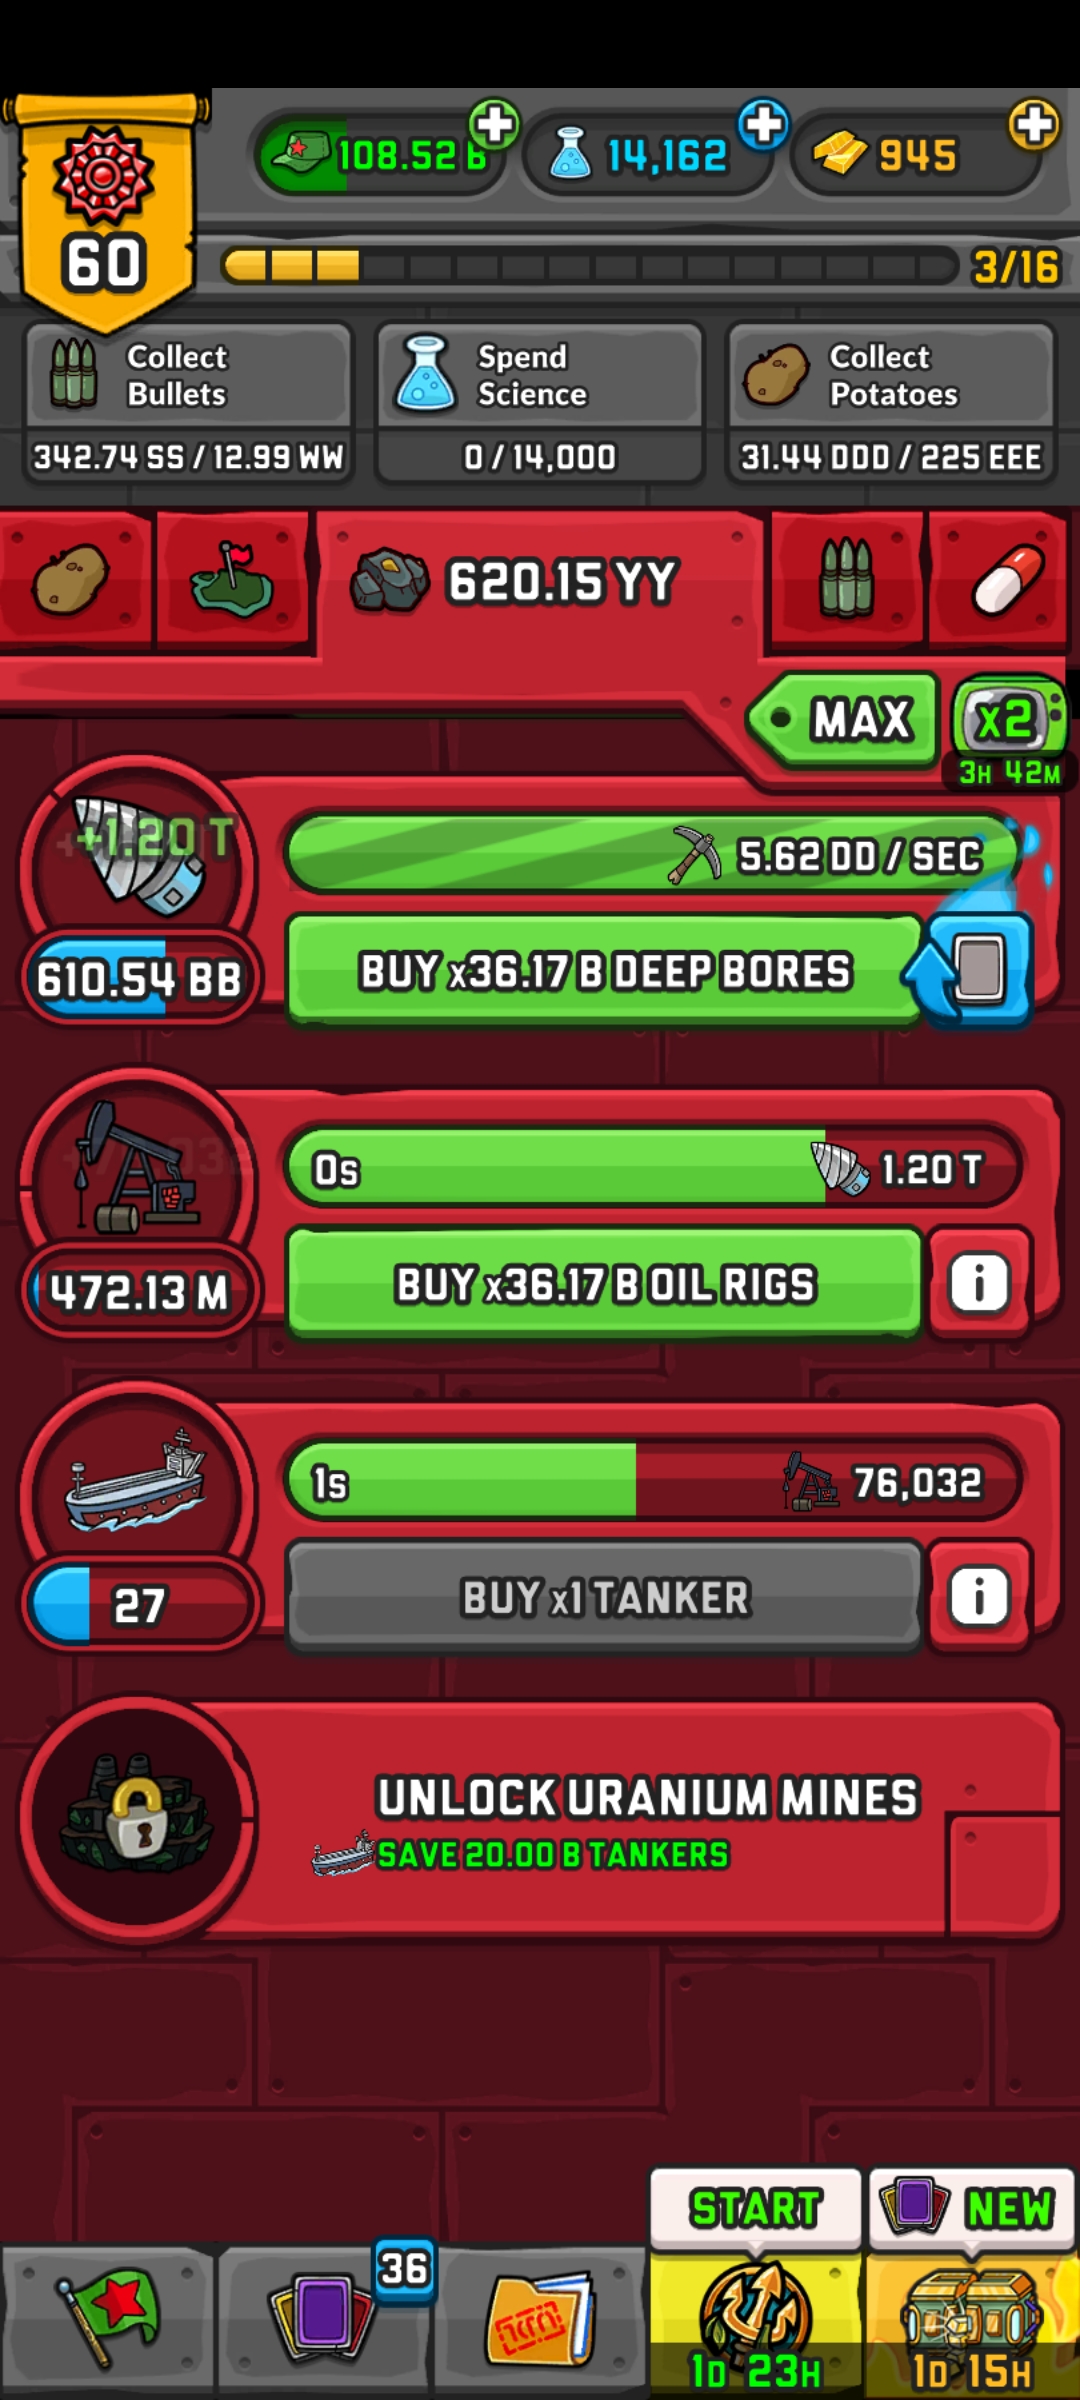 60
108.52 B
14,162
945
3/16
Collect
Bullets
342.74 SS / 12.99 WW
Spend
Science
0 / 14,000
Collect
Potatoes
31.44 DDD / 225 EEE
620.15 YY
MAX
x2
3H 42M
+1.20 T
5.62 DD / SEC
610.54 BB
BUY x36.17 B DEEP BORES
0s
1.20 T
472.13 M
BUY x36.17 B OIL RIGS
i
1s
76,032
27
BUY x1 TANKER
i
UNLOCK URANIUM MINES
SAVE 20.00 B TANKERS
START
NEW
36
1D 23H
1D 15H